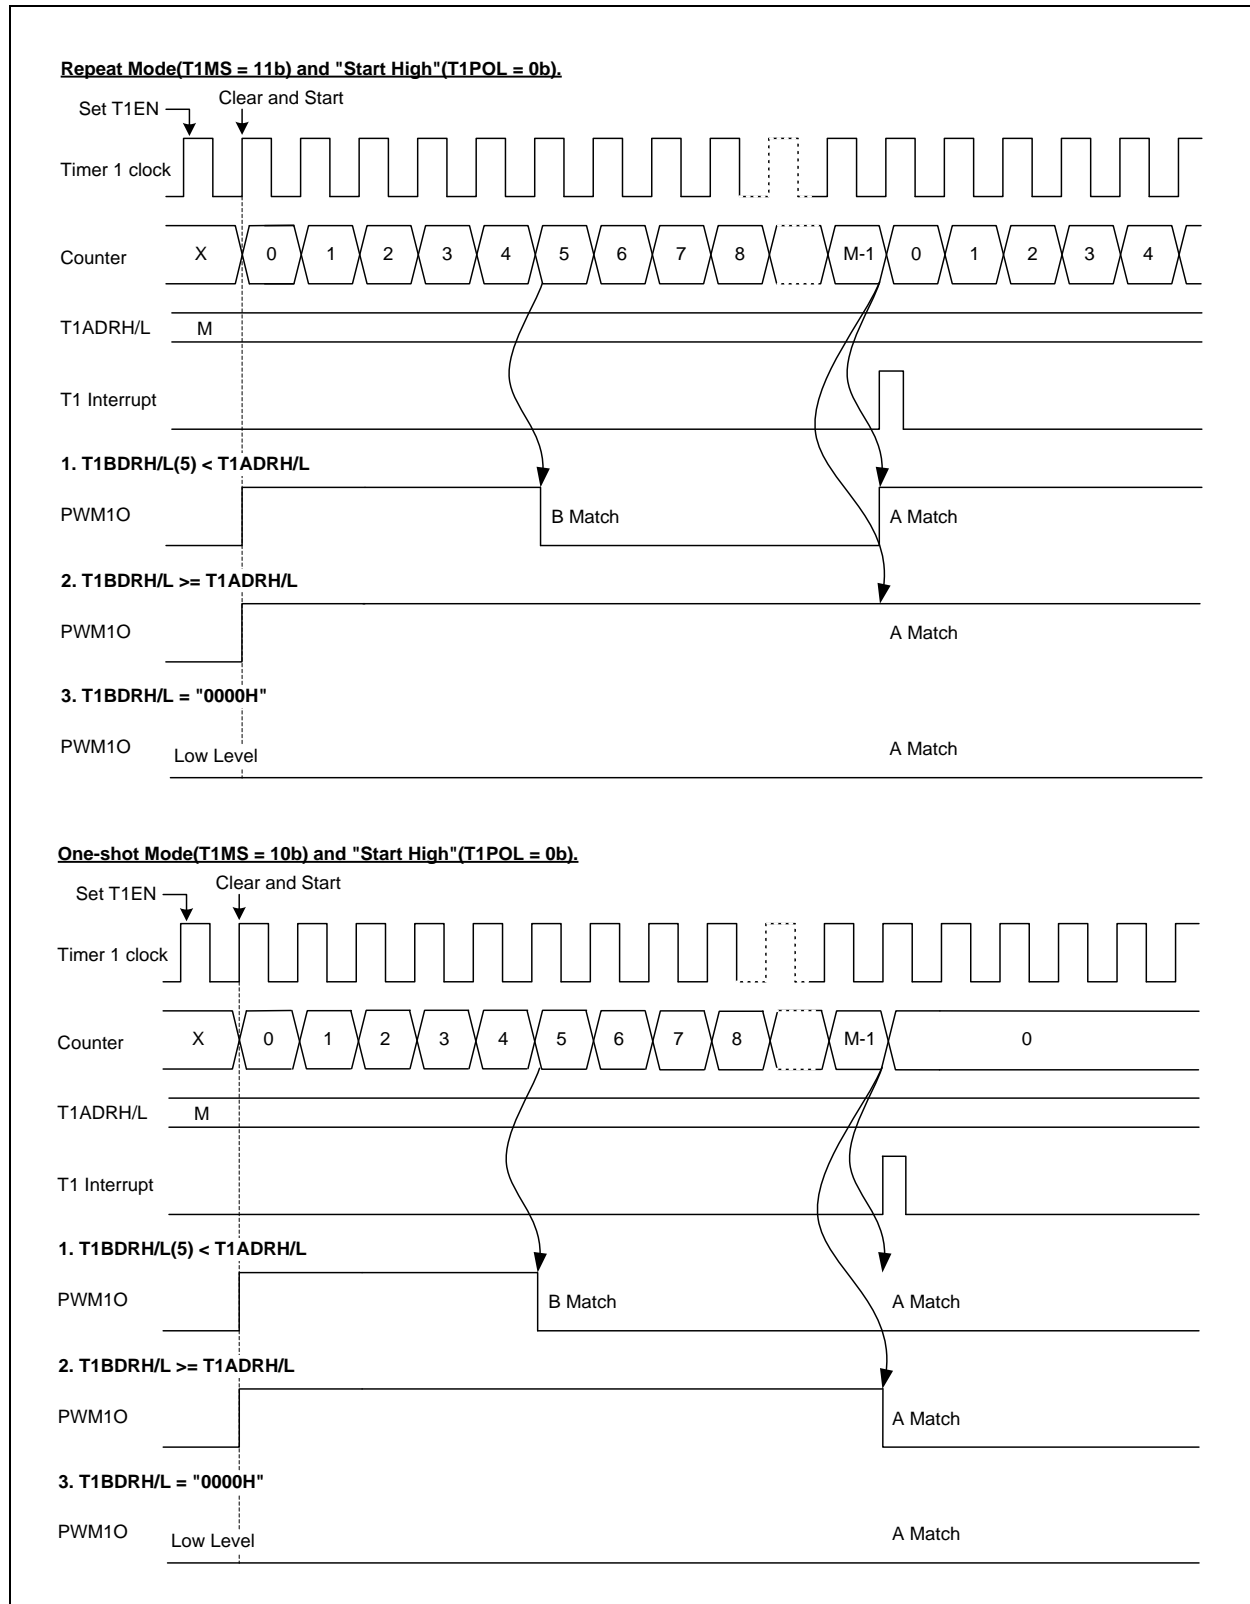 Repeat Mode(T1MS = 11b) and "Start High"(T1POL = 0b).
Set T1EN Clear and Start
Timer 1 clock
Counter X 0 1 2 3 4 5 6 7 8 M-1 0 1 2 3 4
T1ADRH/L M
T1 Interrupt
1. T1BDRH/L(5) < T1ADRH/L
PWM1O B Match A Match
2. T1BDRH/L >= T1ADRH/L
PWM1O A Match
3. T1BDRH/L = "0000H"
PWM1O Low Level A Match
One-shot Mode(T1MS = 10b) and "Start High"(T1POL = 0b).
Set T1EN Clear and Start
Timer 1 clock
Counter X 0 1 2 3 4 5 6 7 8 M-1 0
T1ADRH/L M
T1 Interrupt
1. T1BDRH/L(5) < T1ADRH/L
PWM1O B Match A Match
2. T1BDRH/L >= T1ADRH/L
PWM1O A Match
3. T1BDRH/L = "0000H"
PWM1O Low Level A Match